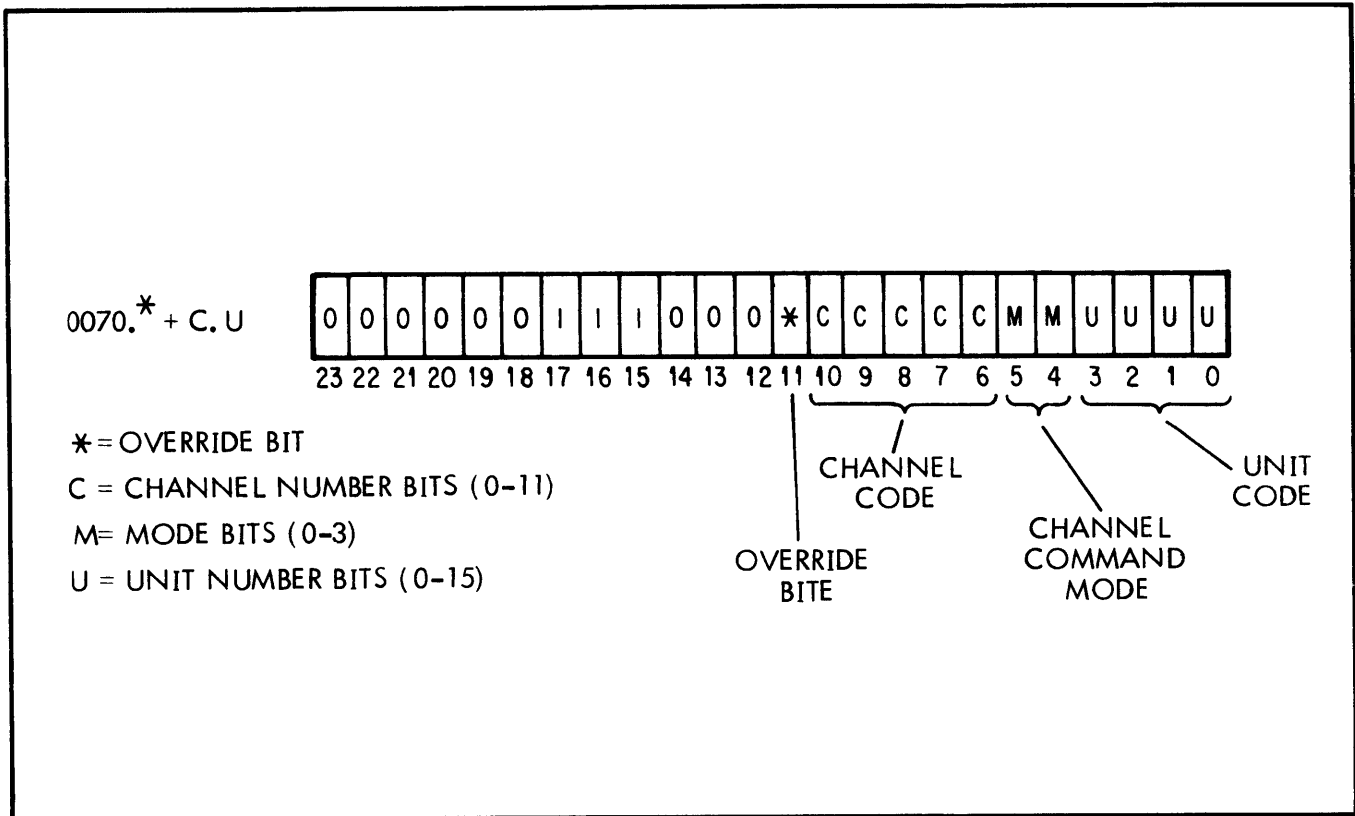 0070.* + C. U
0 0 0 0 0 0 1 1 1 0 0 0 * C C C C C M M U U U U
23 22 21 20 19 18 17 16 15 14 13 12 11 10 9 8 7 6 5 4 3 2 1 0
* = OVERRIDE BIT
C = CHANNEL NUMBER BITS (0-11)
M= MODE BITS (0-3)
U = UNIT NUMBER BITS (0-15)
OVERRIDE
BITE
CHANNEL
CODE
CHANNEL
COMMAND
MODE
UNIT
CODE